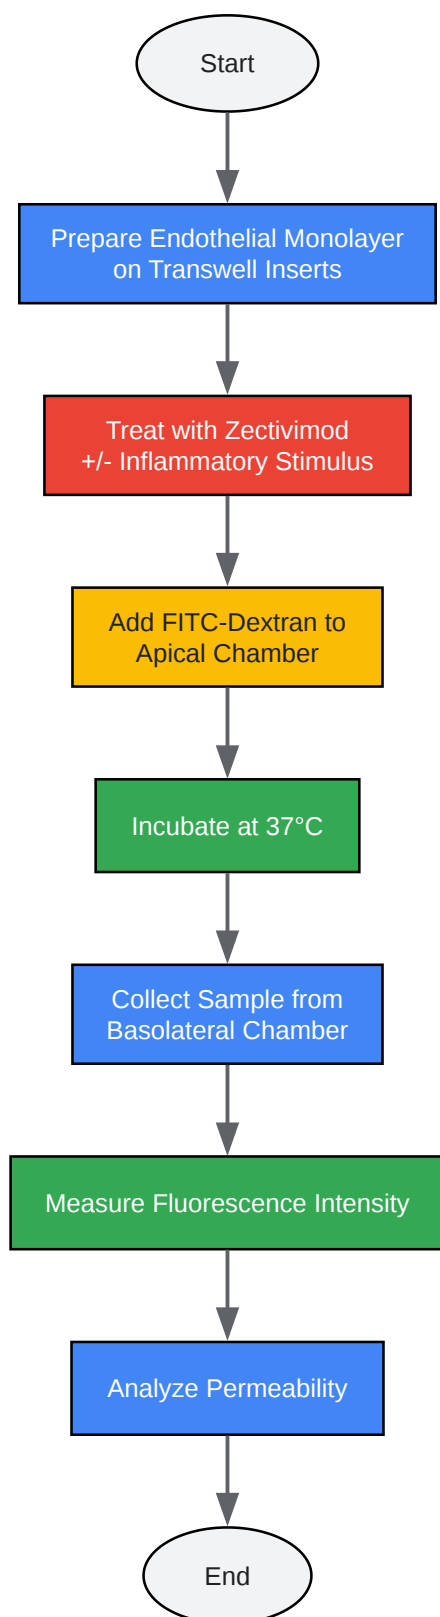 Start
Prepare Endothelial Monolayer
on Transwell Inserts
Treat with Zectivimod
+/- Inflammatory Stimulus
Add FITC-Dextran to
Apical Chamber
Incubate at 37°C
Collect Sample from
Basolateral Chamber
Measure Fluorescence Intensity
Analyze Permeability
End